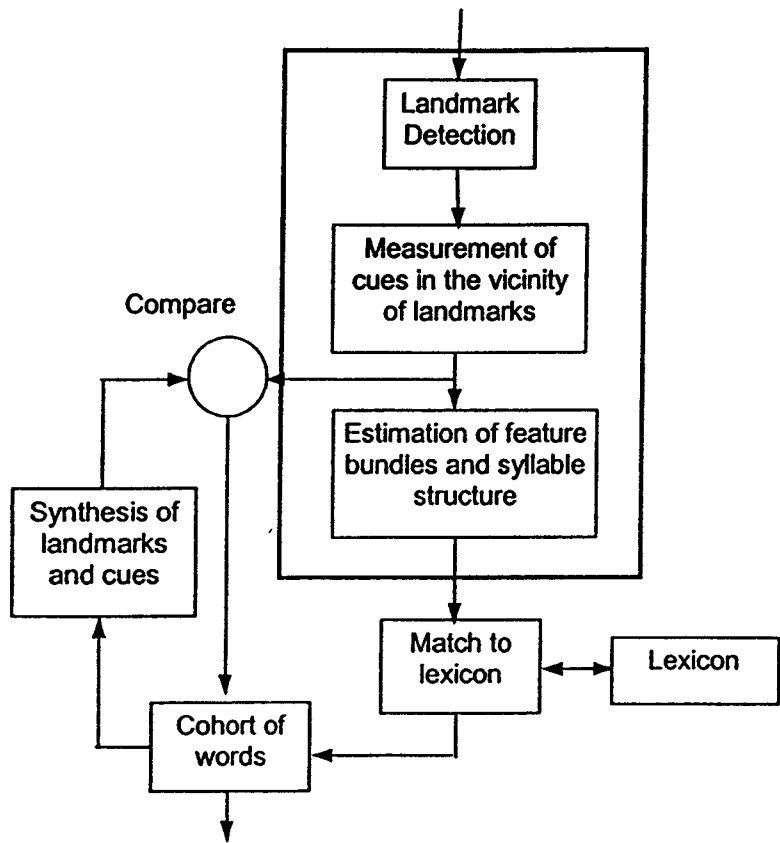 Landmark
Detection
Measurement of
cues in the vicinity
of landmarks
Compare
Estimation of feature
bundles and syllable
structure
Synthesis of
landmarks
and cues
Match to
lexicon
Lexicon
Cohort of
words